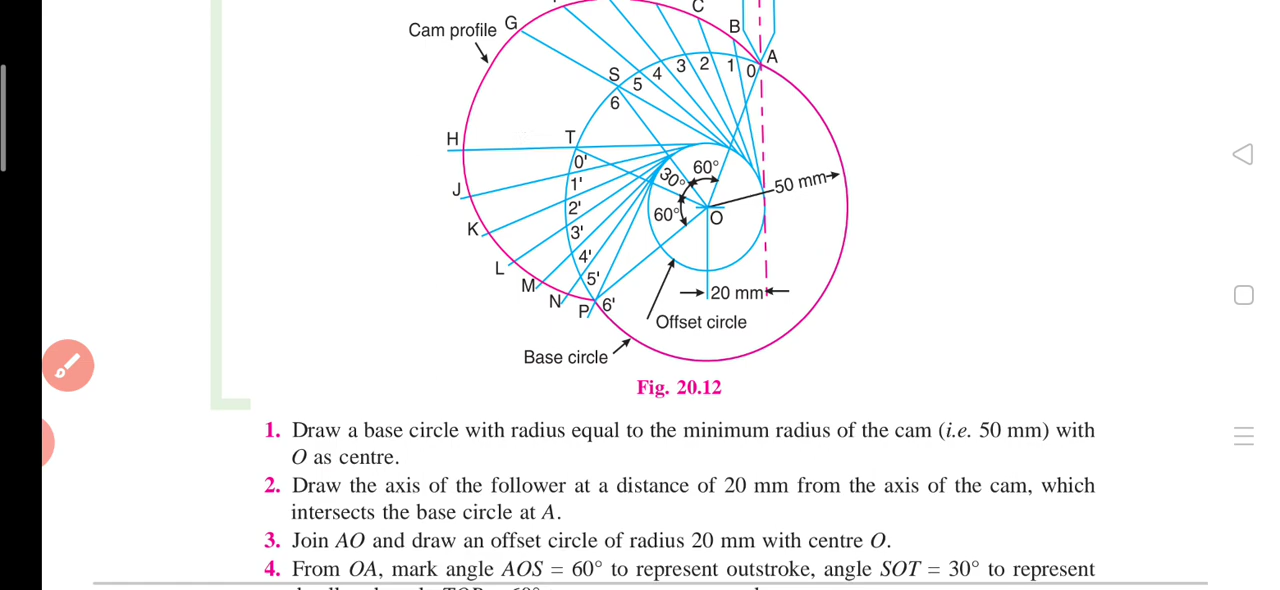 C
Cam profile
G
B
A
S
5
4
3
2
1
0
6
H
T
0'
60°
30°
50 mm
J
1'
2'
60°
O
K
3'
4'
L
5'
M
20 mm
N
P
6'
Offset circle
Base circle
Fig. 20.12
1. Draw a base circle with radius equal to the minimum radius of the cam (i.e. 50 mm) with
O as centre.
2. Draw the axis of the follower at a distance of 20 mm from the axis of the cam, which
intersects the base circle at A.
3. Join AO and draw an offset circle of radius 20 mm with centre O.
4. From OA, mark angle AOS = 60° to represent outstroke, angle SOT = 30° to represent